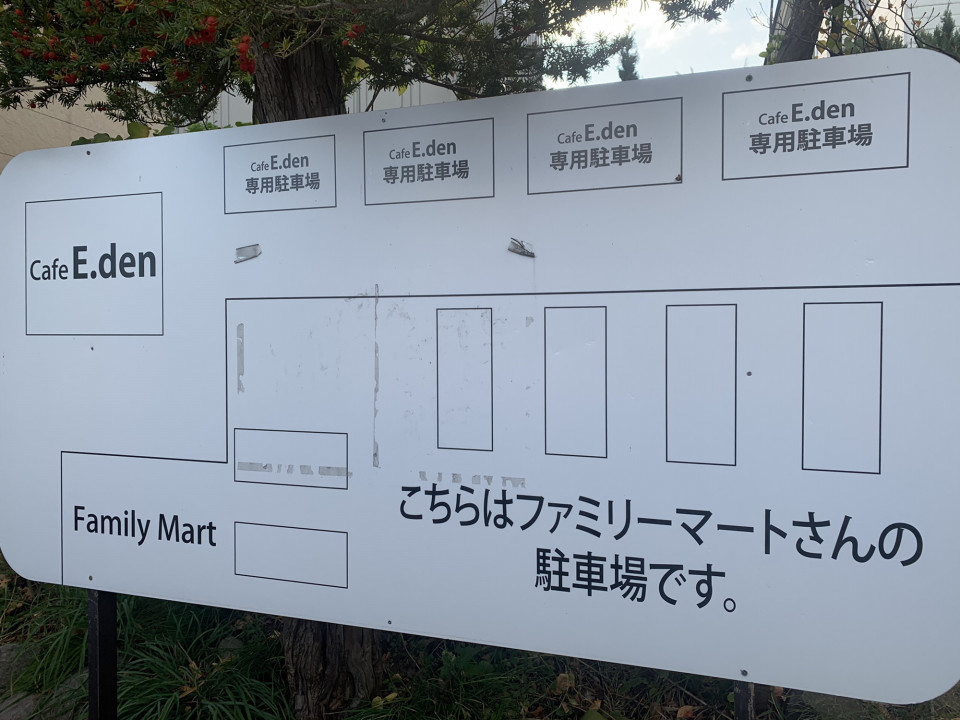 Cafe E.den
専用駐車場
Cafe E.den
専用駐車場
Cafe E.den
専用駐車場
Cafe E.den
専用駐車場
Cafe E.den
Family Mart
こちらはファミリーマートさんの
駐車場です。